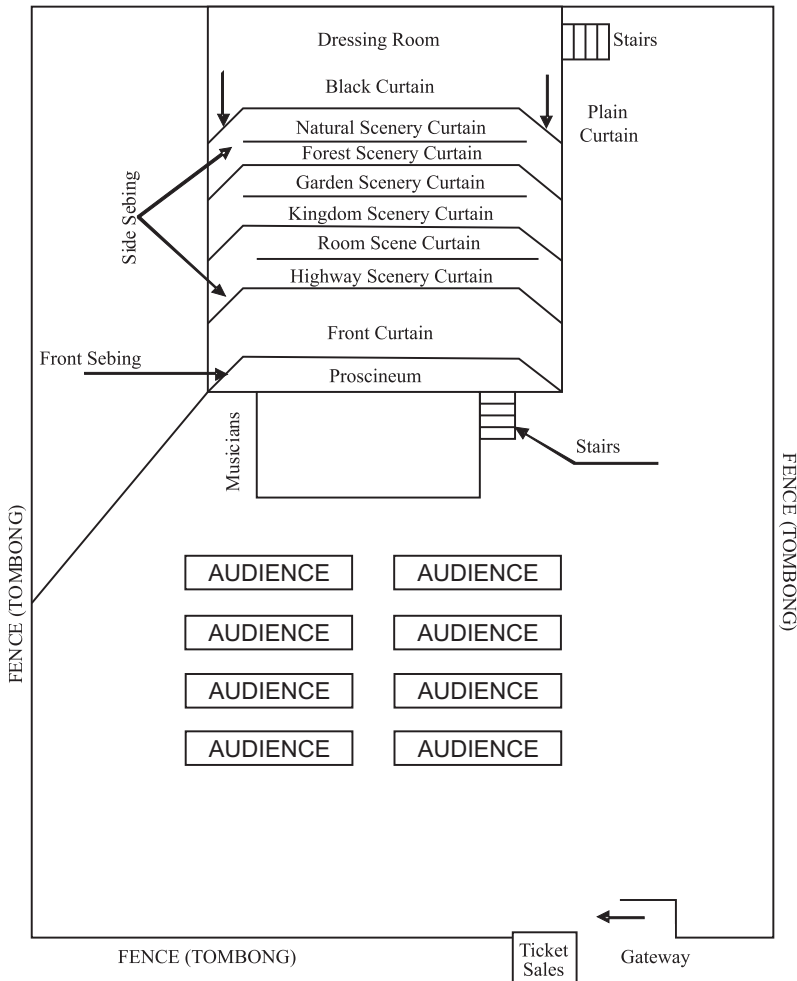 Dressing Room
Stairs
Black Curtain
Plain
Curtain
Natural Scenery Curtain
Forest Scenery Curtain
Garden Scenery Curtain
Side Sebing
Kingdom Scenery Curtain
Room Scene Curtain
Highway Scenery Curtain
Front Curtain
Front Sebing
Proscineum
Musicians
Stairs
FENCE (TOMBONG)
FENCE (TOMBONG)
AUDIENCE
AUDIENCE
AUDIENCE
AUDIENCE
AUDIENCE
AUDIENCE
AUDIENCE
AUDIENCE
FENCE (TOMBONG)
Ticket
Sales
Gateway